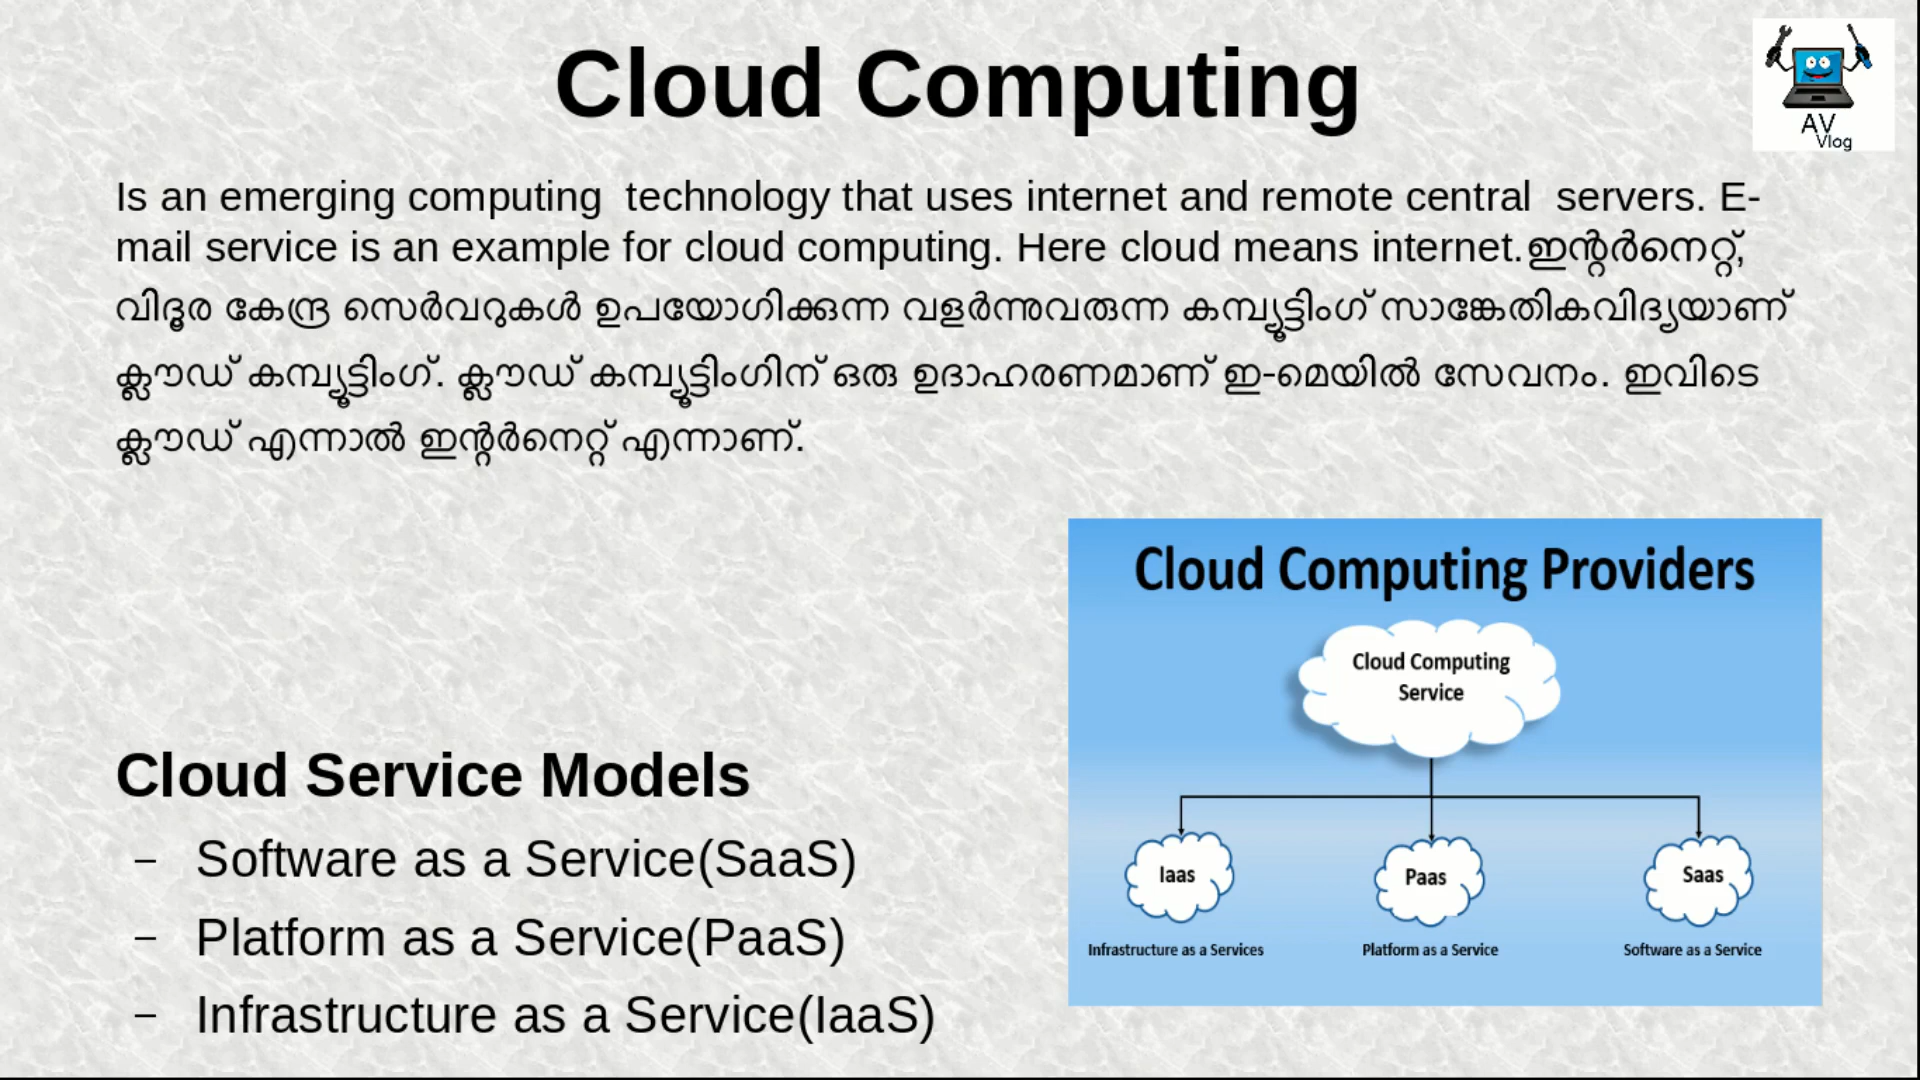 Cloud Computing
AV
Vlog
Is an emerging computing  technology that uses internet and remote central  servers. E-
mail service is an example for cloud computing. Here cloud means internet.ഇന്റർനെറ്റ്,
വിദൂര കേന്ദ്ര സെർവറുകൾ ഉപയോഗിക്കുന്ന വളർന്നുവരുന്ന കമ്പ്യൂട്ടിംഗ് സാങ്കേതികവിദ്യയാണ്
ക്ലൗഡ് കമ്പ്യൂട്ടിംഗ്. ക്ലൗഡ് കമ്പ്യൂട്ടിംഗിന് ഒരു ഉദാഹരണമാണ് ഇ-മെയിൽ സേവനം. ഇവിടെ
ക്ലൗഡ് എന്നാൽ ഇന്റർനെറ്റ് എന്നാണ്.
Cloud Service Models
– Software as a Service(SaaS)
– Platform as a Service(PaaS)
– Infrastructure as a Service(IaaS)
Cloud Computing Providers
Cloud Computing
Service
Iaas
Paas
Saas
Infrastructure as a Services
Platform as a Service
Software as a Service